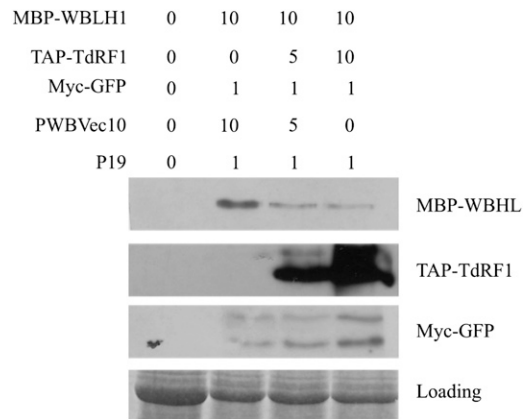 MBP-WBLH1 0 10 10 10
TAP-TdRF1 0 0 5 10
Myc-GFP 0 1 1 1
PWBVec10 0 10 5 0
P19 0 1 1 1
MBP-WBHL
TAP-TdRF1
Myc-GFP
Loading